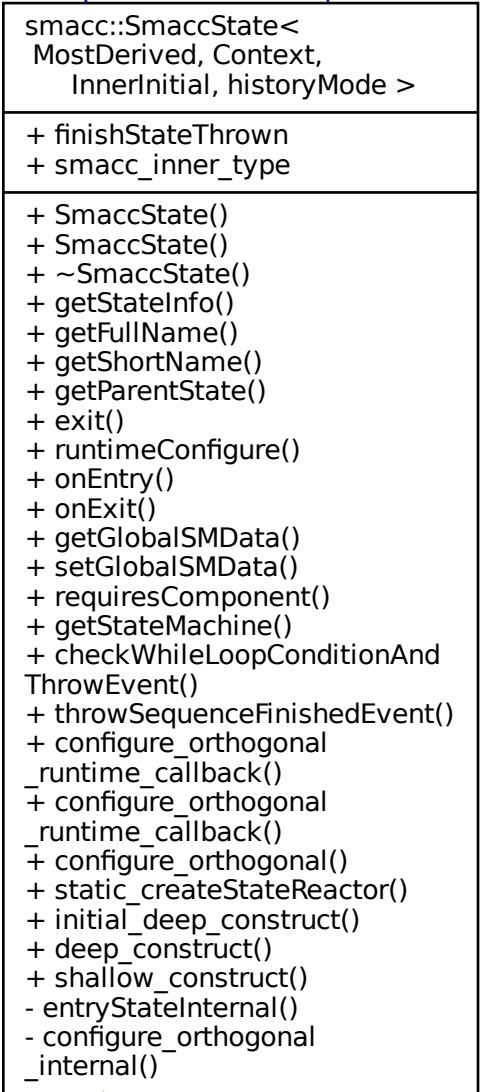 smacc::SmaccState<
MostDerived, Context,
InnerInitial, historyMode >
+ finishStateThrown
+ smacc_inner_type
+ SmaccState()
+ SmaccState()
+ ~SmaccState()
+ getStateInfo()
+ getFullName()
+ getShortName()
+ getParentState()
+ exit()
+ runtimeConfigure()
+ onEntry()
+ onExit()
+ getGlobalSMData()
+ setGlobalSMData()
+ requiresComponent()
+ getStateMachine()
+ checkWhileLoopConditionAnd
ThrowEvent()
+ throwSequenceFinishedEvent()
+ configure_orthogonal
_runtime_callback()
+ configure_orthogonal
_runtime_callback()
+ configure_orthogonal()
+ static_createStateReactor()
+ initial_deep_construct()
+ deep_construct()
+ shallow_construct()
- entryStateInternal()
- configure_orthogonal
_internal()